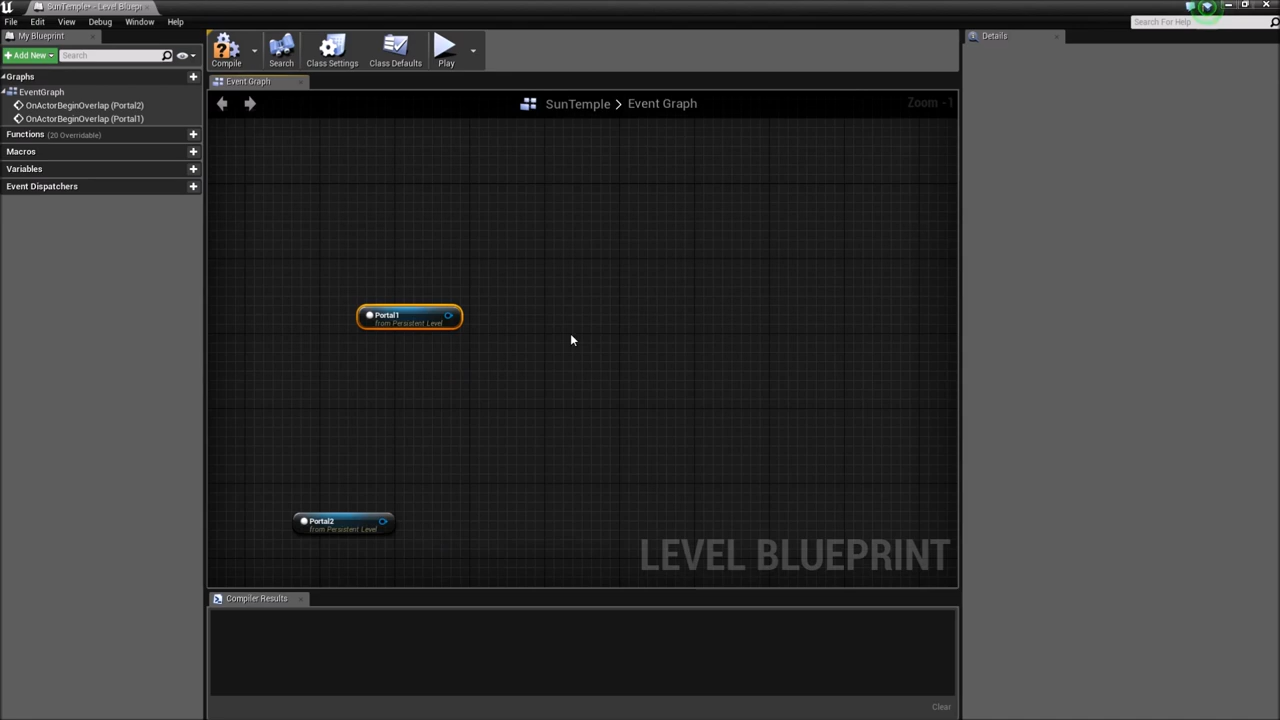 SunTemple* - Level Bluepri
File Edit View Debug Window Help
Search For Help
My Blueprint
Add New
Search
Graphs
EventGraph
OnActorBeginOverlap (Portal2)
OnActorBeginOverlap (Portal1)
Functions (20 Overridable)
Macros
Variables
Event Dispatchers
Compile
Search
Class Settings
Class Defaults
Play
Event Graph
SunTemple > Event Graph
Zoom -1
Portal1
from Persistent Level
Portal2
from Persistent Level
LEVEL BLUEPRINT
Compiler Results
Clear
Details